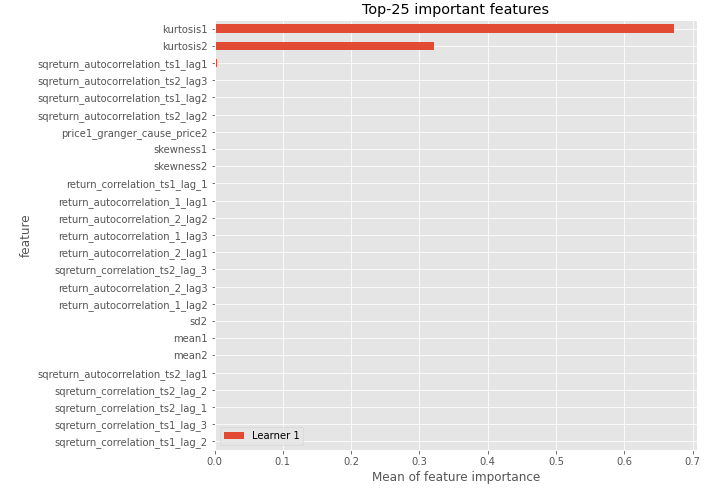 Top-25 important features
kurtosis1
kurtosis2
sqreturn_autocorrelation_ts1_lag1
sqreturn_autocorrelation_ts2_lag3
sqreturn_autocorrelation_ts1_lag2
sqreturn_autocorrelation_ts2_lag2
price1_granger_cause_price2
skewness1
skewness2
return_correlation_ts1_lag_1
return_autocorrelation_1_lag1
return_autocorrelation_2_lag2
return_autocorrelation_1_lag3
return_autocorrelation_2_lag1
sqreturn_correlation_ts2_lag_3
return_autocorrelation_2_lag3
return_autocorrelation_1_lag2
sd2
mean1
mean2
sqreturn_autocorrelation_ts2_lag1
sqreturn_correlation_ts2_lag_2
sqreturn_correlation_ts2_lag_1
sqreturn_correlation_ts1_lag_3
sqreturn_correlation_ts1_lag_2
feature
Learner 1
0.0 0.1 0.2 0.3 0.4 0.5 0.6 0.7
Mean of feature importance